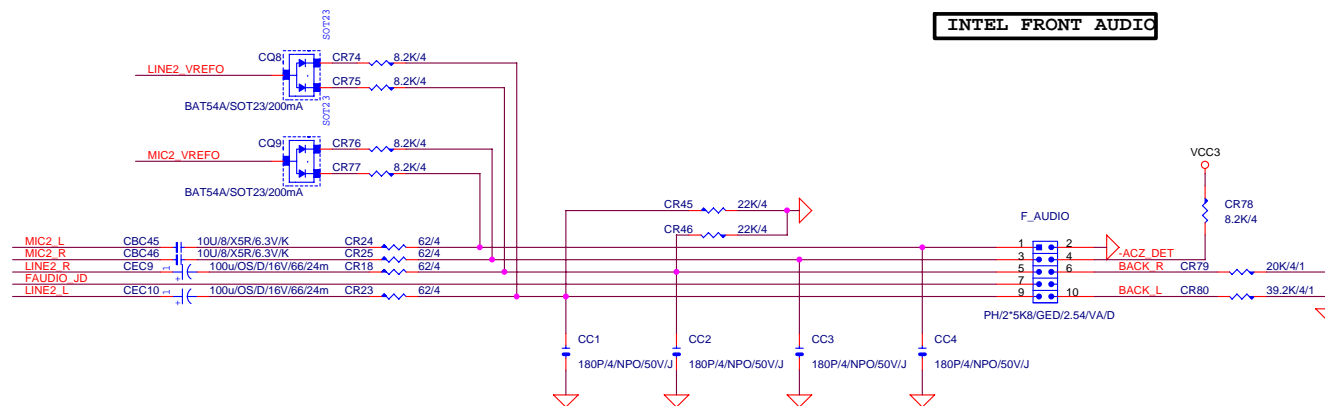 INTEL FRONT AUDIO
SOT23
CQ8 CR74 8.2K/4
LINE2_VREFO
CR75 8.2K/4
BAT54A/SOT23/200mA
SOT23
CQ9 CR76 8.2K/4
MIC2_VREFO
CR77 8.2K/4
BAT54A/SOT23/200mA
VCC3
CR45 22K/4
CR78
8.2K/4
F_AUDIO
CR46 22K/4
MIC2_L CBC45 10U/8/X5R/6.3V/K CR24 62/4 1 2
MIC2_R CBC46 10U/8/X5R/6.3V/K CR25 62/4 3 4 -ACZ_DET
LINE2_R CEC9 1 + 100u/OS/D/16V/66/24m CR18 62/4 5 6 BACK_R CR79 20K/4/1
FAUDIO_JD 7
LINE2_L CEC10 1 + 100u/OS/D/16V/66/24m CR23 62/4 9 10 BACK_L CR80 39.2K/4/1
PH/2*5K8/GED/2.54/VA/D
CC1 CC2 CC3 CC4
180P/4/NPO/50V/J 180P/4/NPO/50V/J 180P/4/NPO/50V/J 180P/4/NPO/50V/J